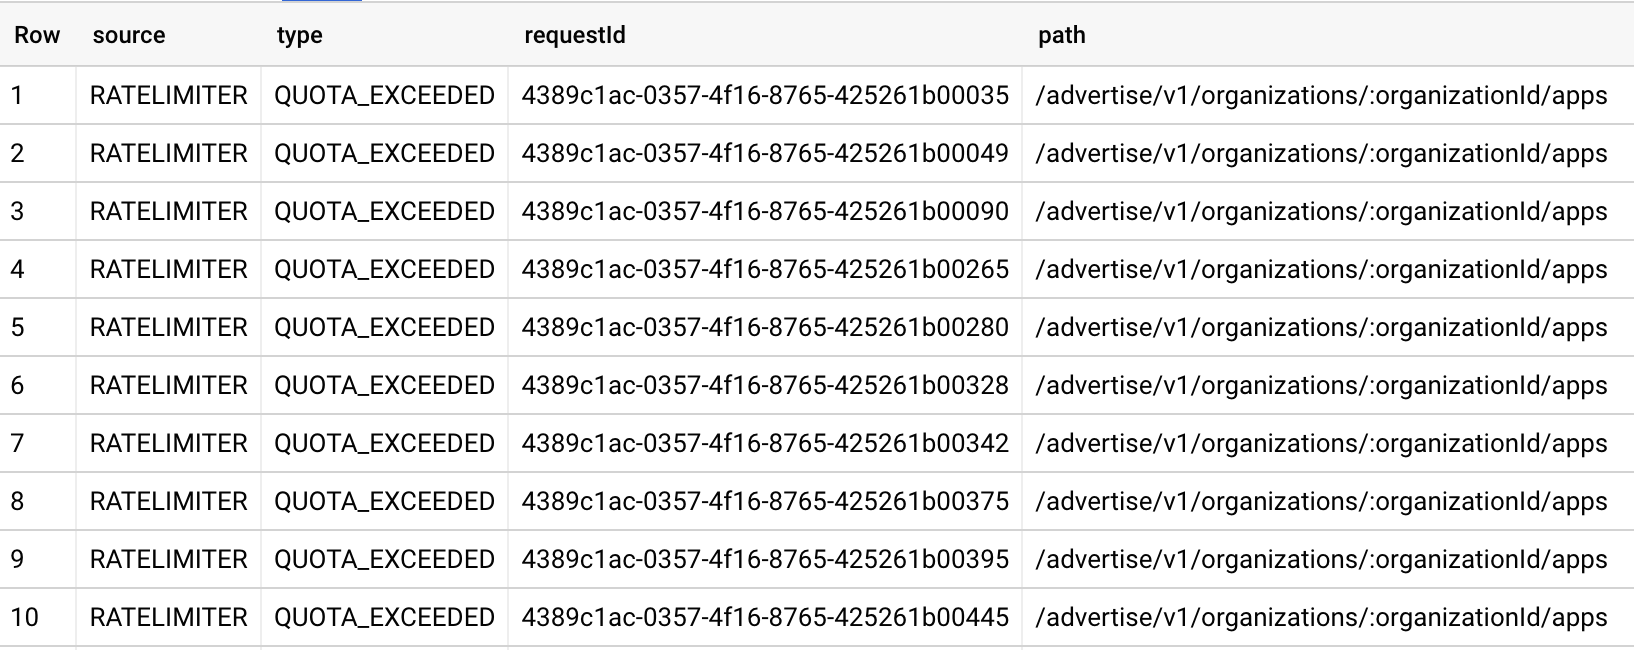 Row source type requestId path
1 RATELIMITER QUOTA_EXCEEDED 4389c1ac-0357-4f16-8765-425261b00035 /advertise/v1/organizations/:organizationId/apps
2 RATELIMITER QUOTA_EXCEEDED 4389c1ac-0357-4f16-8765-425261b00049 /advertise/v1/organizations/:organizationId/apps
3 RATELIMITER QUOTA_EXCEEDED 4389c1ac-0357-4f16-8765-425261b00090 /advertise/v1/organizations/:organizationId/apps
4 RATELIMITER QUOTA_EXCEEDED 4389c1ac-0357-4f16-8765-425261b00265 /advertise/v1/organizations/:organizationId/apps
5 RATELIMITER QUOTA_EXCEEDED 4389c1ac-0357-4f16-8765-425261b00280 /advertise/v1/organizations/:organizationId/apps
6 RATELIMITER QUOTA_EXCEEDED 4389c1ac-0357-4f16-8765-425261b00328 /advertise/v1/organizations/:organizationId/apps
7 RATELIMITER QUOTA_EXCEEDED 4389c1ac-0357-4f16-8765-425261b00342 /advertise/v1/organizations/:organizationId/apps
8 RATELIMITER QUOTA_EXCEEDED 4389c1ac-0357-4f16-8765-425261b00375 /advertise/v1/organizations/:organizationId/apps
9 RATELIMITER QUOTA_EXCEEDED 4389c1ac-0357-4f16-8765-425261b00395 /advertise/v1/organizations/:organizationId/apps
10 RATELIMITER QUOTA_EXCEEDED 4389c1ac-0357-4f16-8765-425261b00445 /advertise/v1/organizations/:organizationId/apps